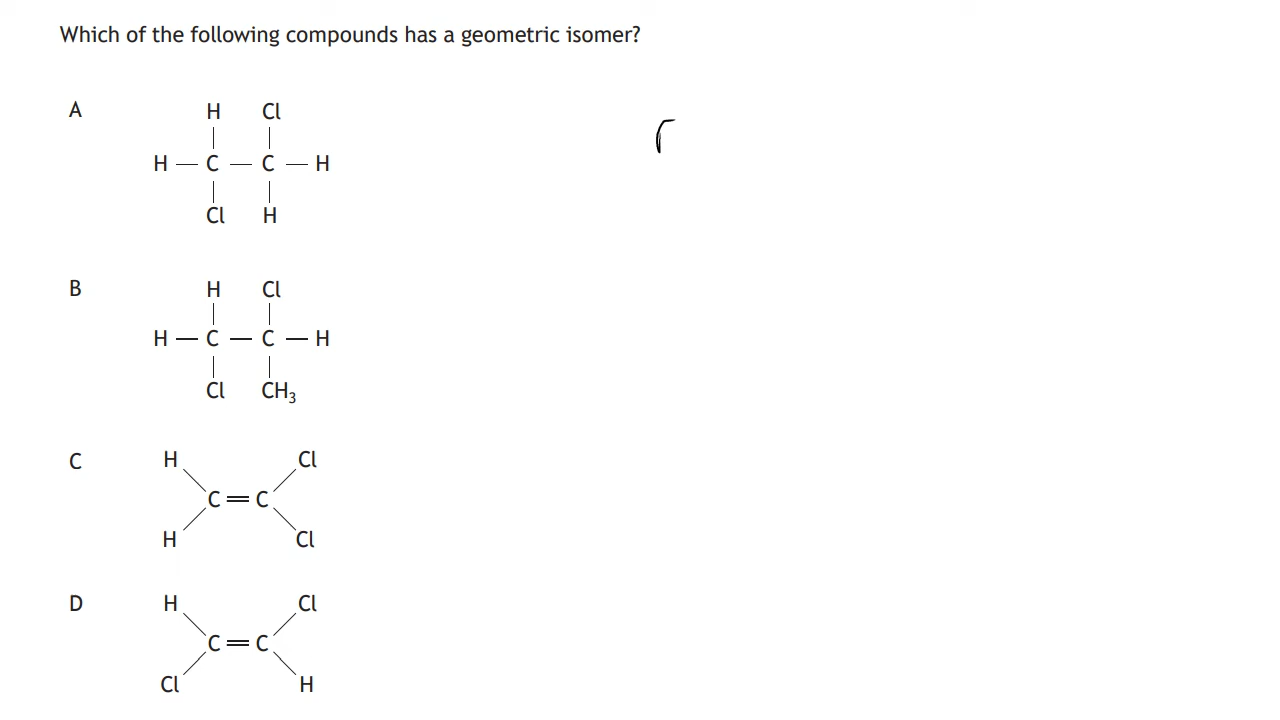 Which of the following compounds has a geometric isomer?
A
H Cl
H — C — C — H
Cl H
B
H Cl
H — C — C — H
Cl CH₃
C
H Cl
C = C
H Cl
D
H Cl
C = C
Cl H